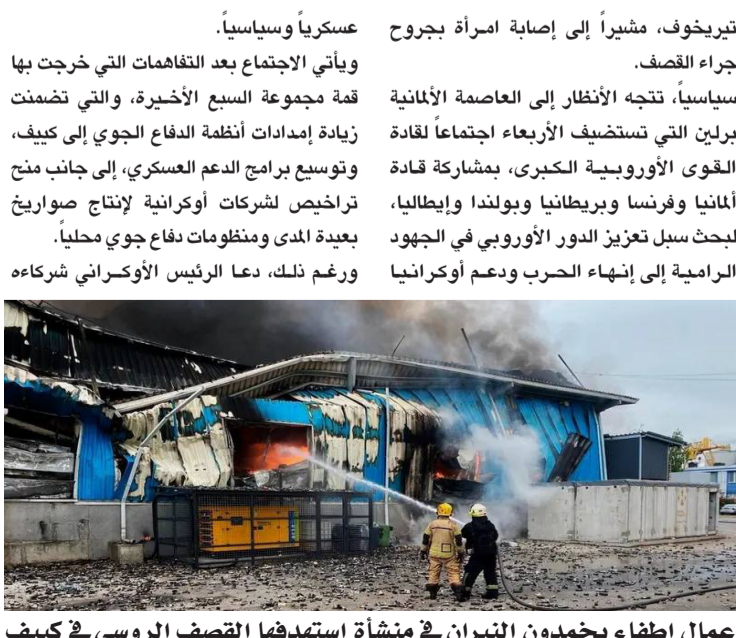 تيريخوف، مشيراً إلى إصابة امرأة بجروح
جراء القصف.
سياسياً، تتجه الأنظار إلى العاصمة الألمانية
برلين التي تستضيف الأربعاء اجتماعاً لقادة
القوى الأوروبية الكبرى، بمشاركة قادة
ألمانيا وفرنسا وبريطانيا وبولندا وإيطاليا،
لبحث سبل تعزيز الدور الأوروبي في الجهود
الرامية إلى إنهاء الحرب ودعم أوكرانيا
عسكرياً وسياسياً.
ويأتي الاجتماع بعد التفاهمات التي خرجت بها
قمة مجموعة السبع الأخيرة، والتي تضمنت
زيادة إمدادات أنظمة الدفاع الجوي إلى كييف،
وتوسيع برامج الدعم العسكري، إلى جانب منح
تراخيص لشركات أوكرانية لإنتاج صواريخ
بعيدة المدى ومنظومات دفاع جوي محلياً.
ورغم ذلك، دعا الرئيس الأوكراني شركاءه
عمال إطفاء يخمدون النيران في منشأة استهدفها القصف الروسي في كييف